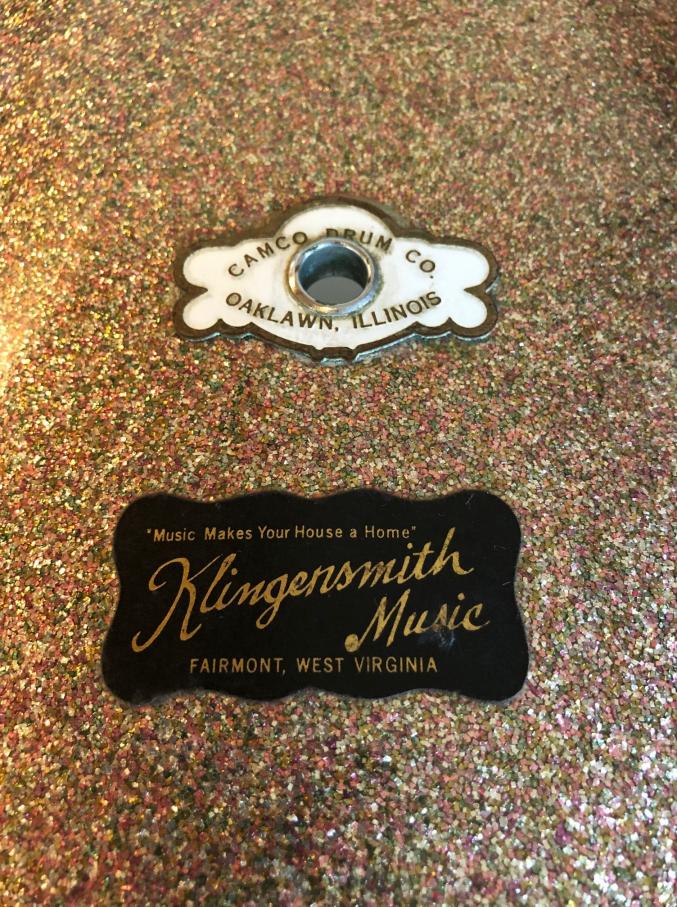 CAMCO DRUM CO.
OAKLAWN, ILLINOIS
"Music Makes Your House a Home"
Klingensmith
Music
FAIRMONT, WEST VIRGINIA